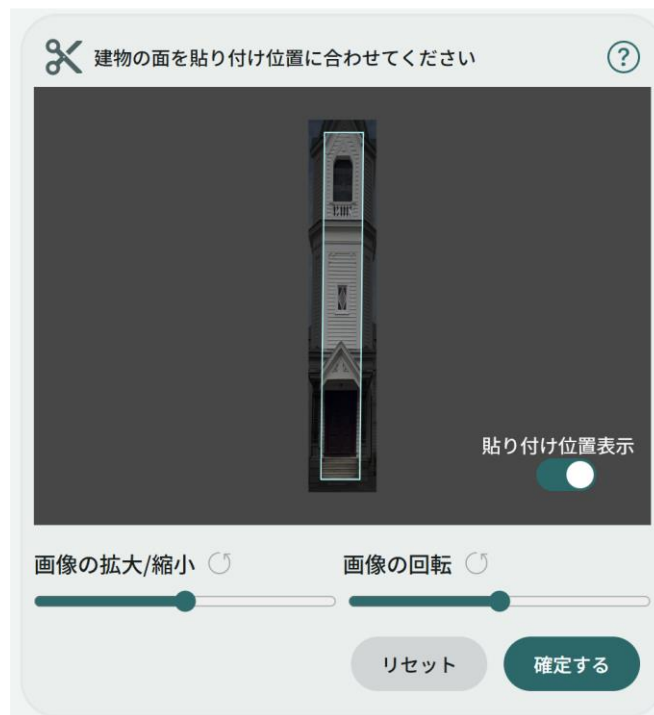 建物の面を貼り付け位置に合わせてください
?
貼り付け位置表示
画像の拡大/縮小
画像の回転
リセット
確定する